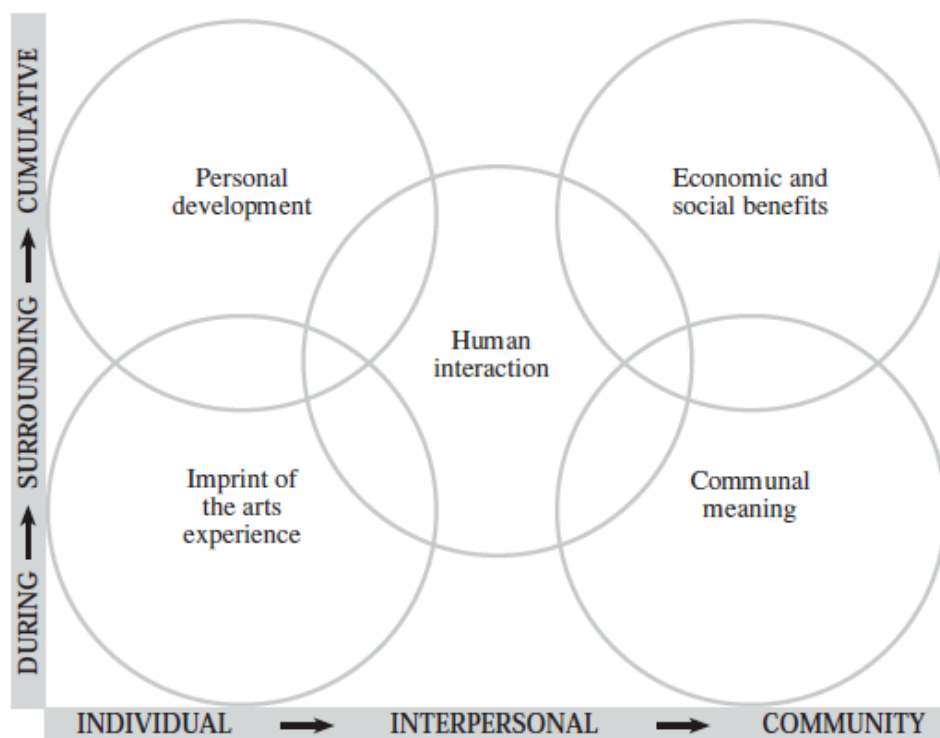 CUMULATIVE
SURROUNDING
DURING
Personal
development
Economic and
social benefits
Human
interaction
Imprint of
the arts
experience
Communal
meaning
INDIVIDUAL
INTERPERSONAL
COMMUNITY